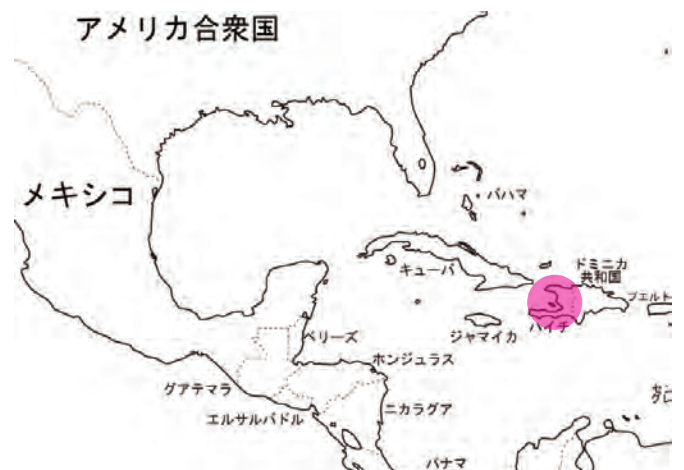 アメリカ合衆国
メキシコ
バハマ
キューバ
ドミニカ
共和国
プエルト
ベリーズ
ジャマイカ
ハイチ
ホンジュラス
グアテマラ
ニカラグア
エルサルバドル
パナマ